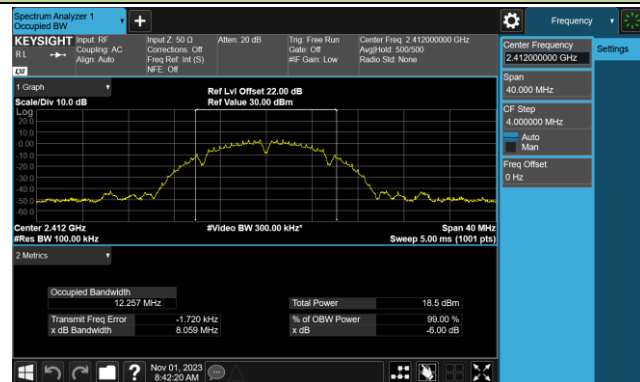 Spectrum Analyzer 1
Occupied BW
Frequency
KEYSIGHT
Input: RF
Coupling: AC
Align: Auto
Input Z: 50 Ω
Corrections: Off
Freq Ref: Int (S)
NFE: Off
Atten: 20 dB
Trig: Free Run
Gate: Off
#IF Gain: Low
Center Freq: 2.412000000 GHz
Avg|Hold: 500/500
Radio Std: None
RL
LXI
Center Frequency
2.412000000 GHz
Settings
Span
40.000 MHz
CF Step
4.000000 MHz
Auto
Man
Freq Offset
0 Hz
1 Graph
Scale/Div 10.0 dB
Ref Lvl Offset 22.00 dB
Ref Value 30.00 dBm
Log
20.0
10.0
0.00
-10.0
-20.0
-30.0
-40.0
-50.0
-60.0
Center 2.412 GHz
#Res BW 100.00 kHz
#Video BW 300.00 kHz*
Span 40 MHz
Sweep 5.00 ms (1001 pts)
2 Metrics
Occupied Bandwidth
12.257 MHz
Total Power 18.5 dBm
Transmit Freq Error -1.720 kHz
% of OBW Power 99.00 %
x dB Bandwidth 8.059 MHz
x dB -6.00 dB
Nov 01, 2023
8:42:20 AM